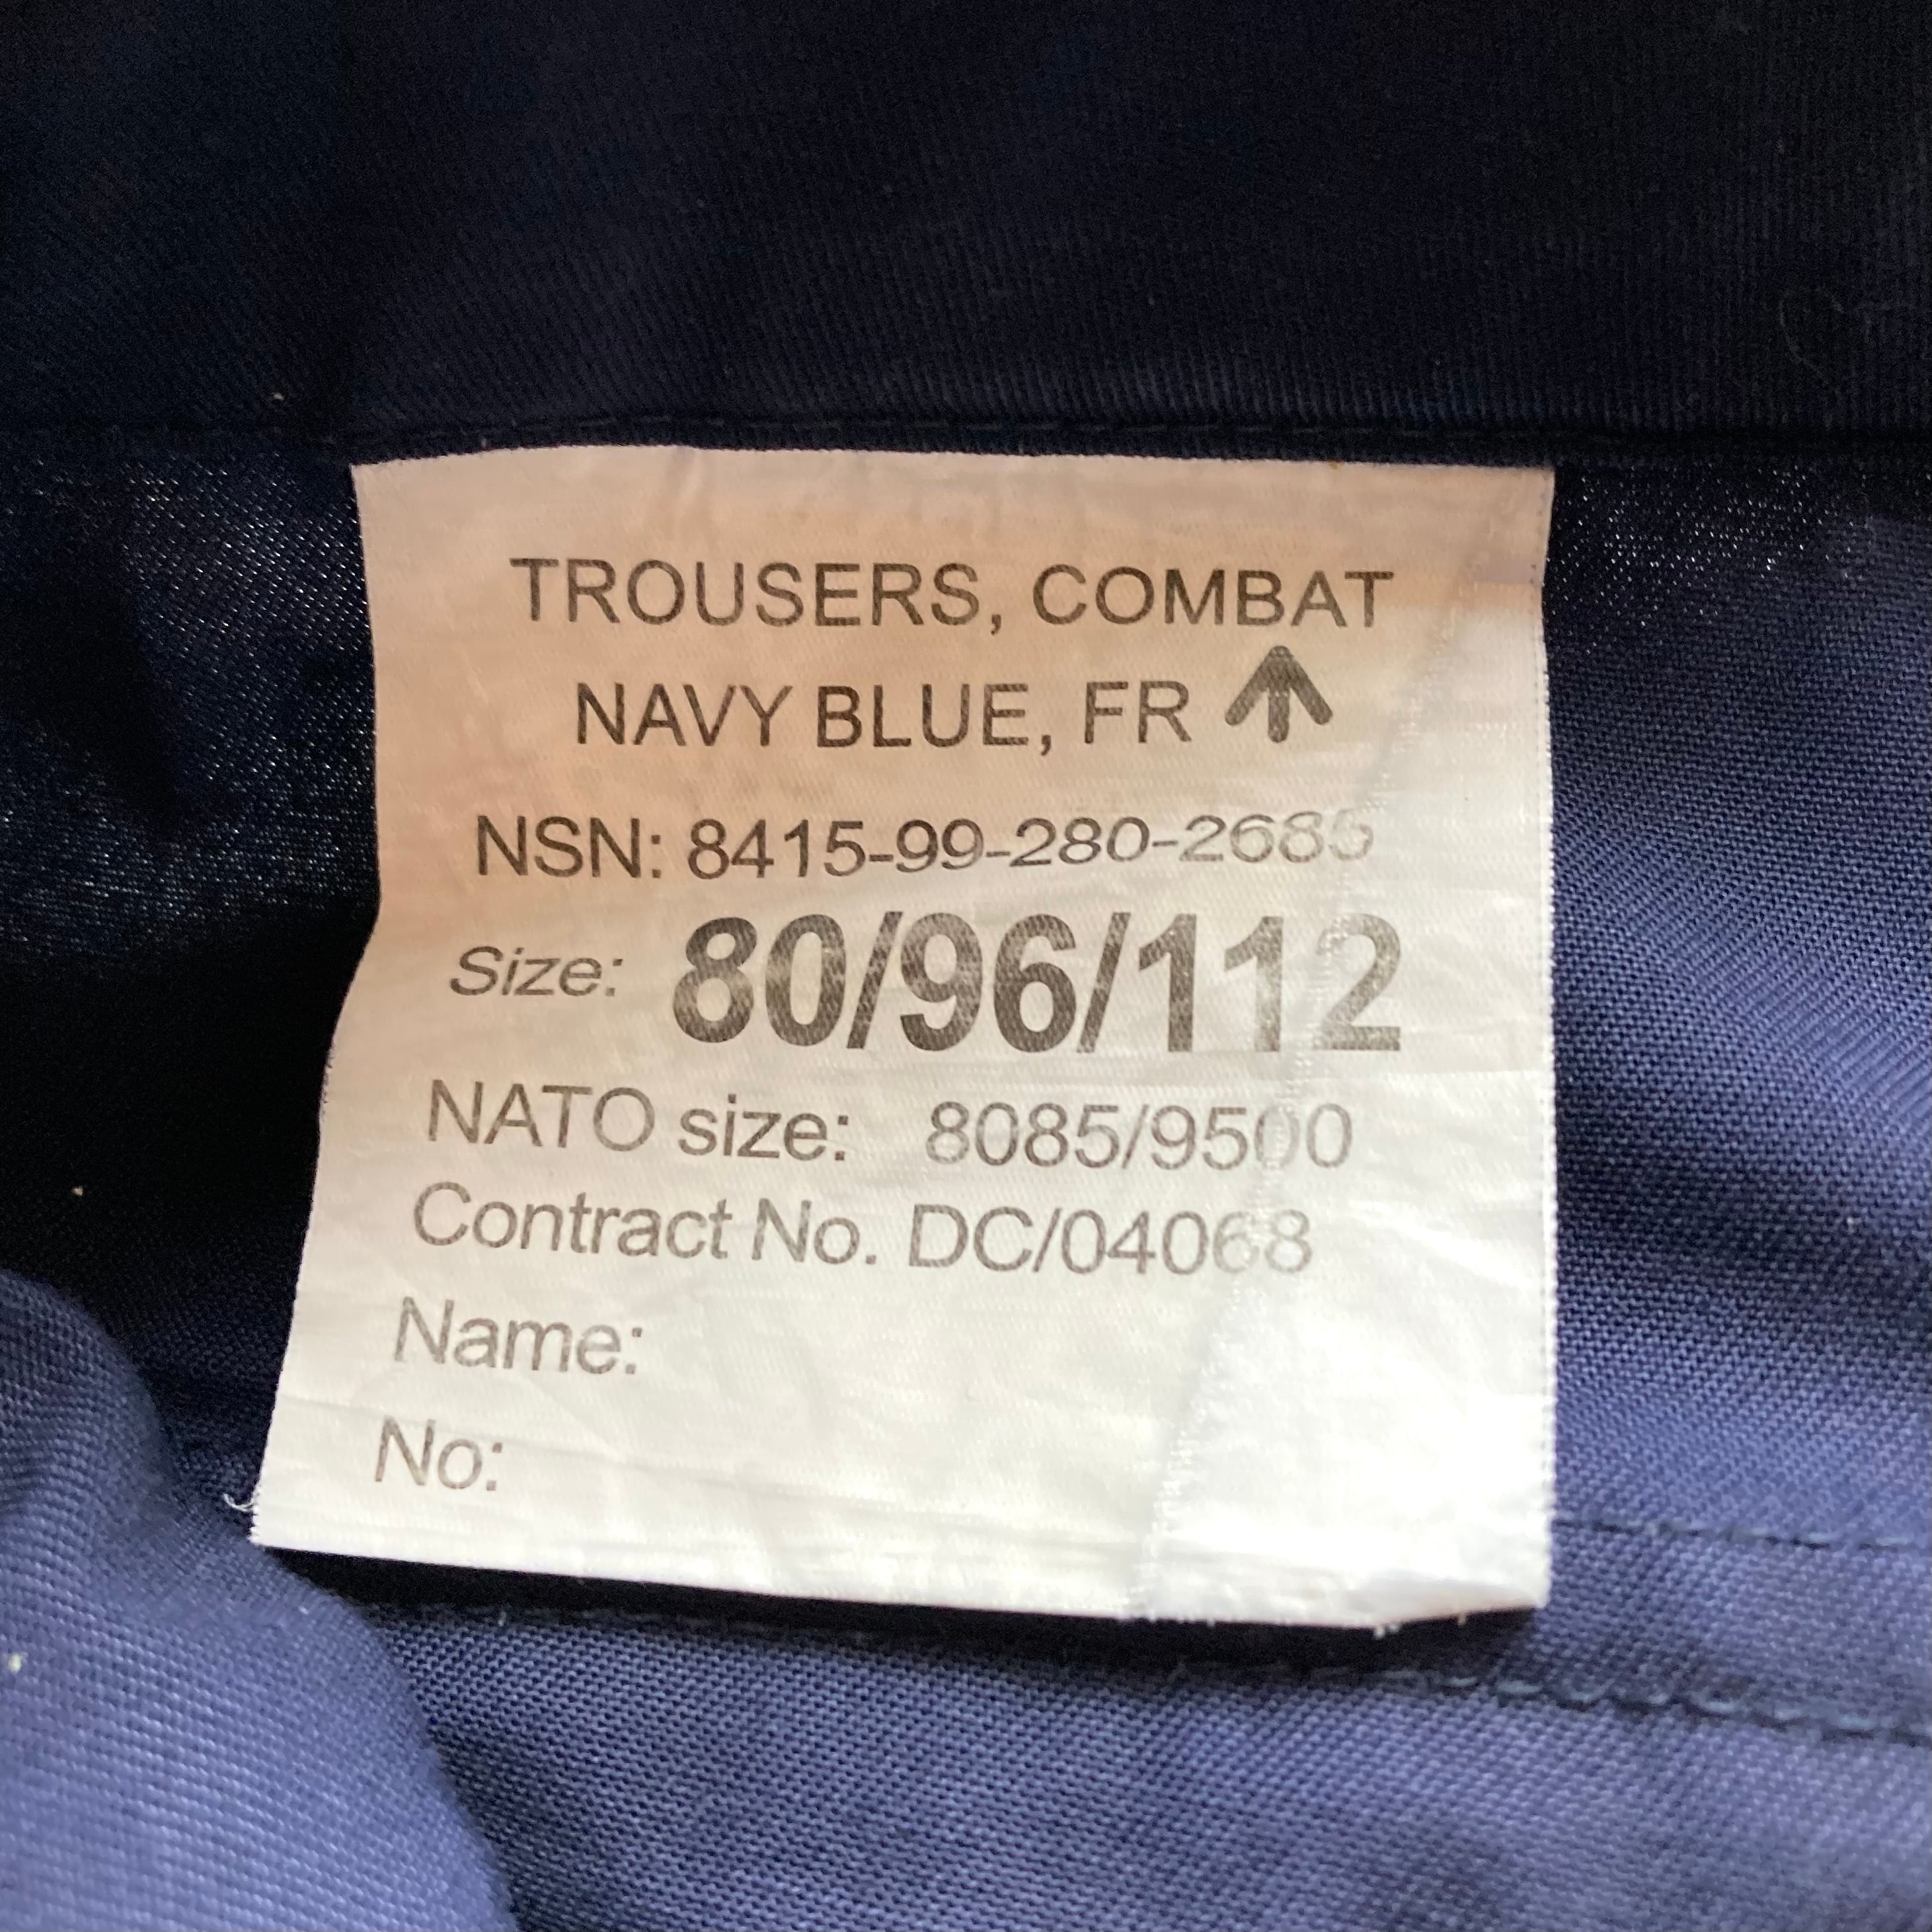 TROUSERS, COMBAT
NAVY BLUE, FR
NSN: 8415-99-280-2685
Size: 80/96/112
NATO size: 8085/9500
Contract No. DC/04068
Name:
No: